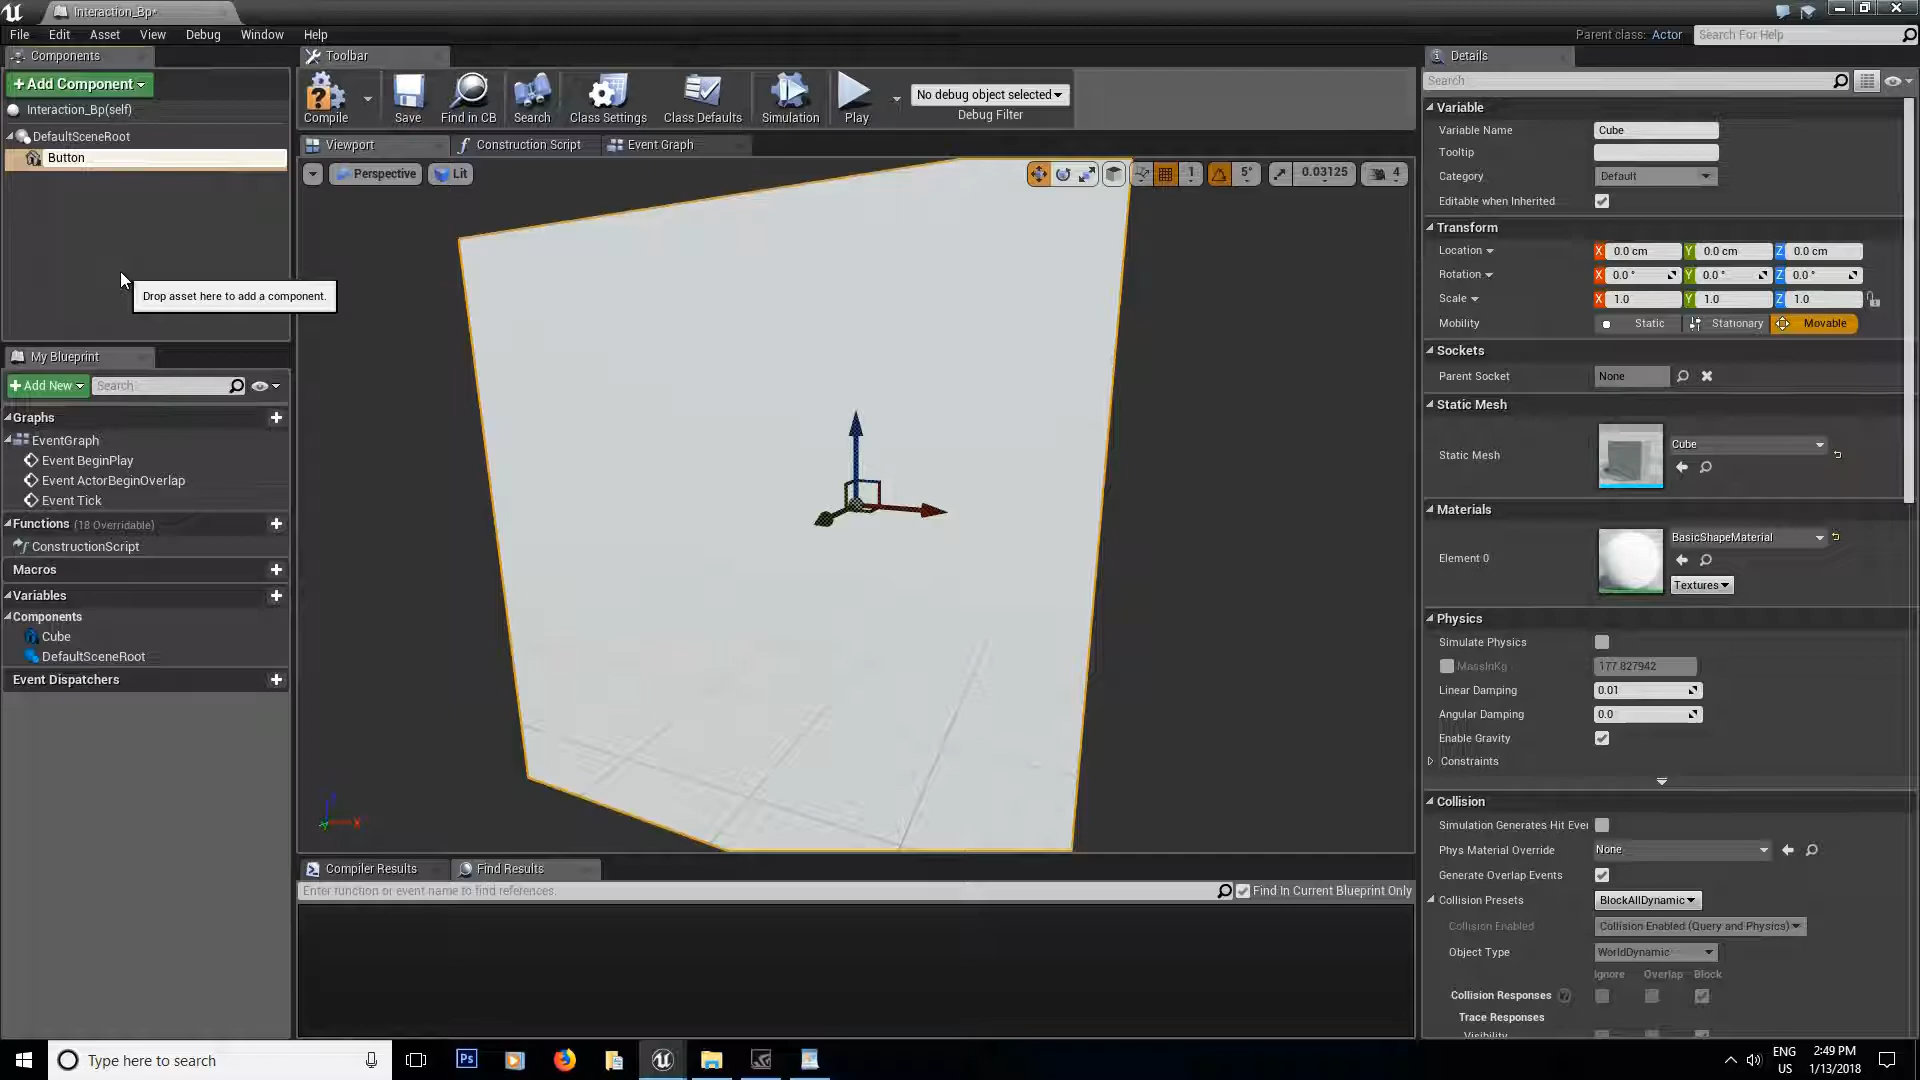 Interaction_Bp*
File Edit Asset View Debug Window Help
Parent class: Actor
Search For Help
Components
+Add Component
Interaction_Bp(self)
DefaultSceneRoot
Button
Drop asset here to add a component.
My Blueprint
+Add New
Search
Graphs
EventGraph
Event BeginPlay
Event ActorBeginOverlap
Event Tick
Functions (18 Overridable)
ConstructionScript
Macros
Variables
Components
Cube
DefaultSceneRoot
Event Dispatchers
Toolbar
Compile Save Find in CB Search Class Settings Class Defaults Simulation Play
No debug object selected
Debug Filter
Viewport Construction Script Event Graph
Perspective Lit
1 5° 0.03125 4
X
Compiler Results Find Results
Enter function or event name to find references.
Find In Current Blueprint Only
Details
Search
Variable
Variable Name Cube
Tooltip
Category Default
Editable when Inherited
Transform
Location X 0.0 cm Y 0.0 cm Z 0.0 cm
Rotation X 0.0 ° Y 0.0 ° Z 0.0 °
Scale X 1.0 Y 1.0 Z 1.0
Mobility Static Stationary Movable
Sockets
Parent Socket None
Static Mesh
Static Mesh Cube
Materials
Element 0 BasicShapeMaterial
Textures
Physics
Simulate Physics
MassInKg 177.827942
Linear Damping 0.01
Angular Damping 0.0
Enable Gravity
Constraints
Collision
Simulation Generates Hit Ever
Phys Material Override None
Generate Overlap Events
Collision Presets BlockAllDynamic
Collision Enabled Collision Enabled (Query and Physics)
Object Type WorldDynamic
Ignore Overlap Block
Collision Responses
Trace Responses
Visibility
Type here to search
Ps
ENG
US
2:49 PM
1/13/2018